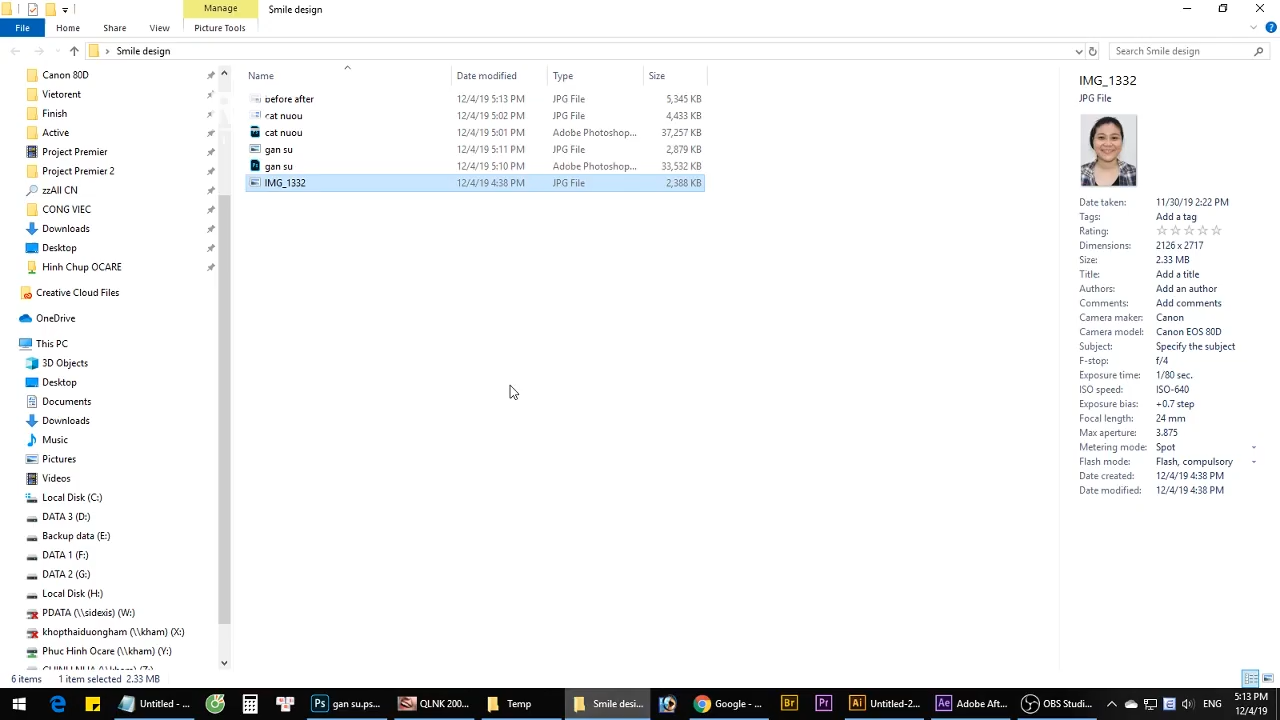 Manage
Smile design
File
Home
Share
View
Picture Tools
Smile design
Search Smile design
Canon 80D
Vietorent
Finish
Active
Project Premier
Project Premier 2
zzAll CN
CONG VIEC
Downloads
Desktop
Hinh Chup OCARE
Creative Cloud Files
OneDrive
This PC
3D Objects
Desktop
Documents
Downloads
Music
Pictures
Videos
Local Disk (C:)
DATA 3 (D:)
Backup data (E:)
DATA 1 (F:)
DATA 2 (G:)
Local Disk (H:)
PDATA (\\sidexis) (W:)
khopthaiduongham (\\kham) (X:)
Phuc Hinh Ocare (\\kham) (Y:)
Name Date modified Type Size
before after 12/4/19 5:13 PM JPG File 5,345 KB
cat nuou 12/4/19 5:02 PM JPG File 4,433 KB
cat nuou 12/4/19 5:01 PM Adobe Photoshop... 37,257 KB
gan su 12/4/19 5:11 PM JPG File 2,879 KB
gan su 12/4/19 5:10 PM Adobe Photoshop... 33,532 KB
IMG_1332 12/4/19 4:38 PM JPG File 2,388 KB
IMG_1332
JPG File
Date taken: 11/30/19 2:22 PM
Tags: Add a tag
Rating:
Dimensions: 2126 x 2717
Size: 2.33 MB
Title: Add a title
Authors: Add an author
Comments: Add comments
Camera maker: Canon
Camera model: Canon EOS 80D
Subject: Specify the subject
F-stop: f/4
Exposure time: 1/80 sec.
ISO speed: ISO-640
Exposure bias: +0.7 step
Focal length: 24 mm
Max aperture: 3.875
Metering mode: Spot
Flash mode: Flash, compulsory
Date created: 12/4/19 4:38 PM
Date modified: 12/4/19 4:38 PM
6 items 1 item selected 2.33 MB
Untitled - ...
Ps gan su.ps...
QLNK 200...
Temp
Smile desi...
Google - ...
Br
Pr
Ai Untitled-2...
Ae Adobe Aft...
OBS Studi...
ENG
5:13 PM
12/4/19